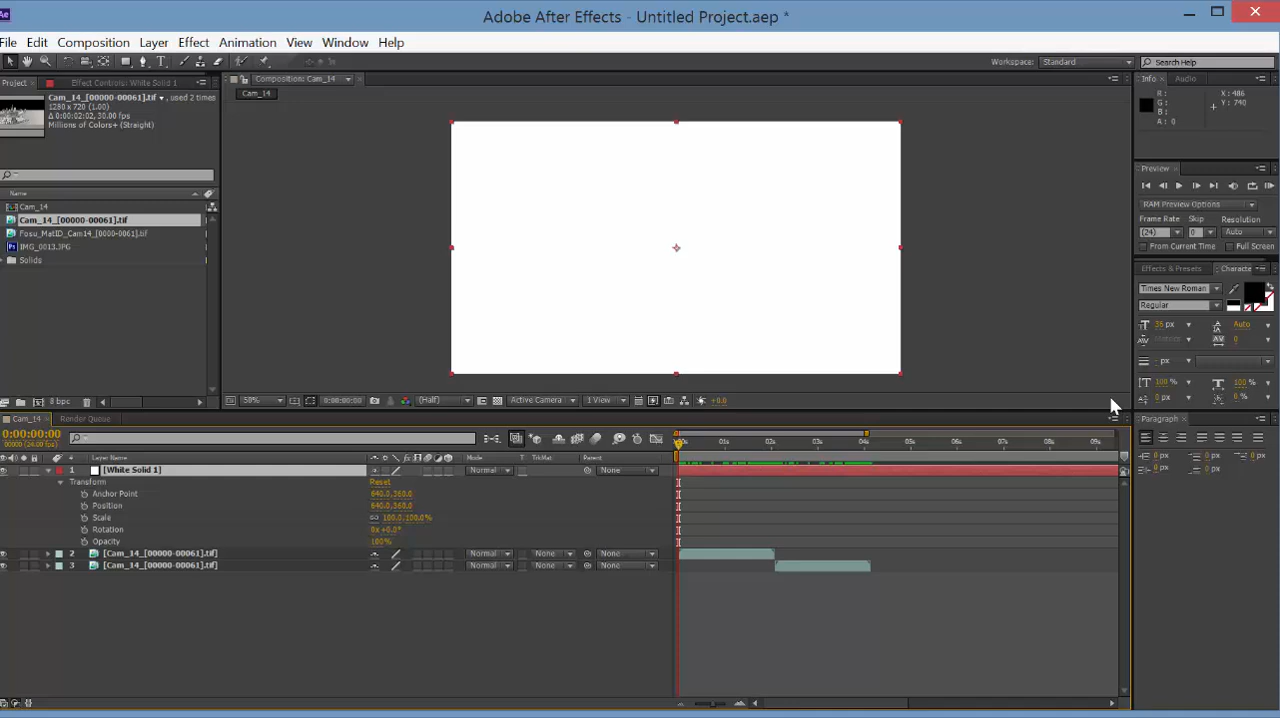 Ae
Adobe After Effects - Untitled Project.aep *
File Edit Composition Layer Effect Animation View Window Help
Workspace: Standard
Search Help
Project
Effect Controls: White Solid 1
Composition: Cam_14
Info
Audio
Cam_14
Cam_14_[00000-00061].tif ▾, used 2 times
1280 x 720 (1.00)
Δ 0:00:02:02, 30.00 fps
Millions of Colors+ (Straight)
R :
G :
B :
A : 0
X : 486
Y : 740
Preview
RAM Preview Options
Frame Rate Skip Resolution
(24) 0 Auto
From Current Time Full Screen
Name
Cam_14
Cam_14_[00000-00061].tif
Fosu_MatID_Cam14_[0000-0061].tif
IMG_0013.JPG
Solids
Effects & Presets
Characte
Times New Roman
Regular
35 px Auto
Metrics 0
- px
100 % 100 %
0 px 0 %
8 bpc
50% 0:00:00:00 (Half) Active Camera 1 View +0.0
Cam_14
Render Queue
Paragraph
0:00:00:00
00000 (24.00 fps)
00s 01s 02s 03s 04s 05s 06s 07s 08s 09s
# Layer Name Mode T TrkMat Parent
1 [White Solid 1] Normal None
Transform Reset
Anchor Point 640.0,360.0
Position 640.0,360.0
Scale 100.0,100.0%
Rotation 0x+0.0°
Opacity 100%
2 [Cam_14_[00000-00061].tif] Normal None None
3 [Cam_14_[00000-00061].tif] Normal None None
0 px 0 px 0 px
0 px 0 px